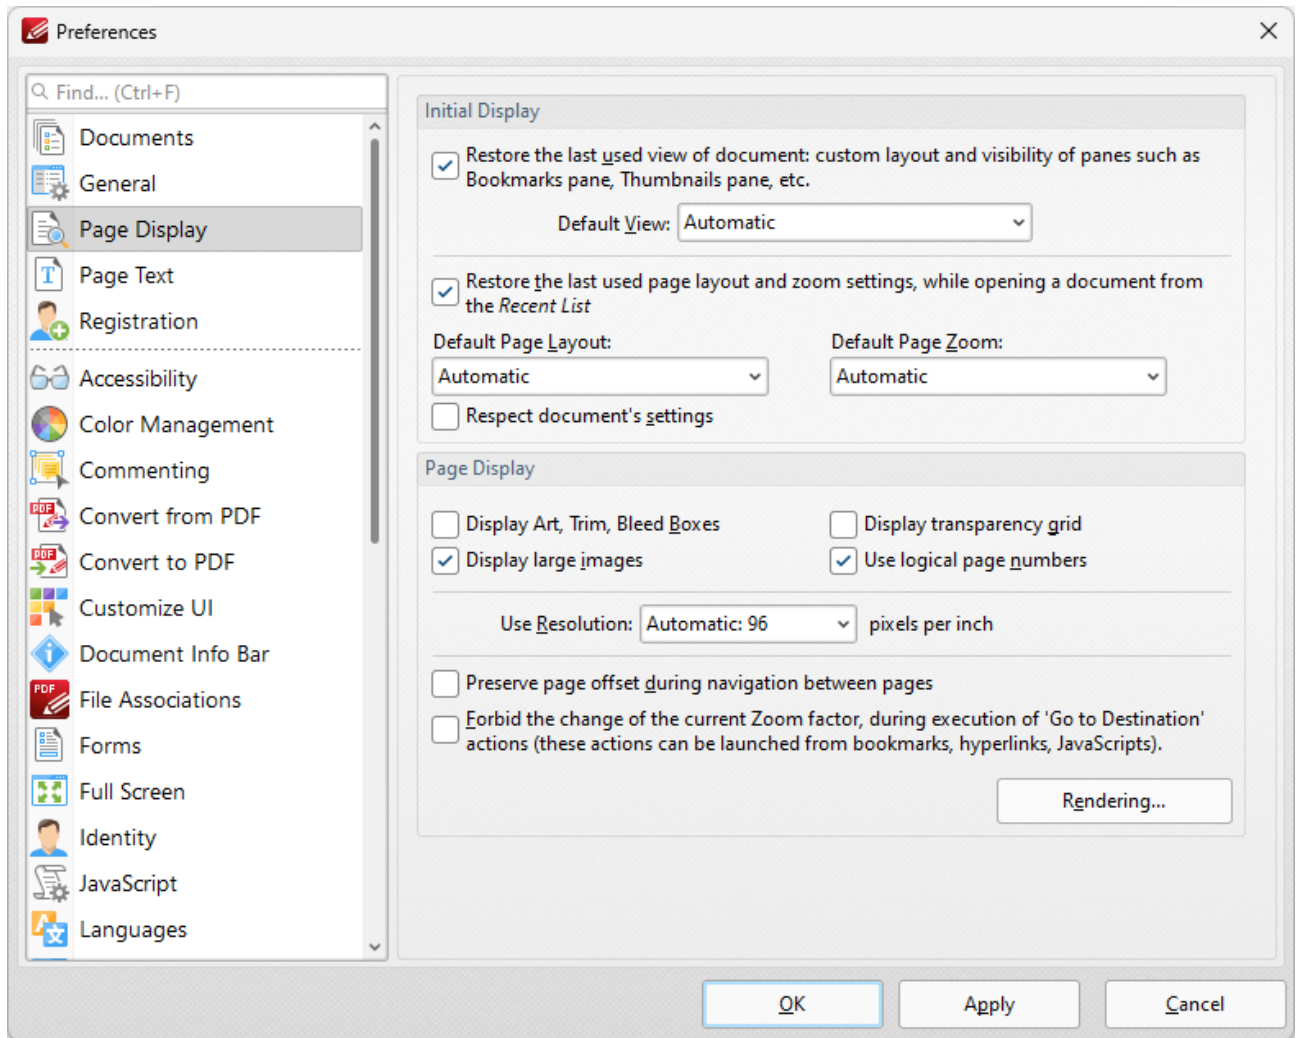 Preferences
Find... (Ctrl+F)
Documents
General
Page Display
Page Text
Registration
Accessibility
Color Management
Commenting
Convert from PDF
Convert to PDF
Customize UI
Document Info Bar
File Associations
Forms
Full Screen
Identity
JavaScript
Languages
Initial Display
Restore the last used view of document: custom layout and visibility of panes such as
Bookmarks pane, Thumbnails pane, etc.
Default View: Automatic
Restore the last used page layout and zoom settings, while opening a document from
the Recent List
Default Page Layout: Default Page Zoom:
Automatic Automatic
Respect document's settings
Page Display
Display Art, Trim, Bleed Boxes Display transparency grid
Display large images Use logical page numbers
Use Resolution: Automatic: 96 pixels per inch
Preserve page offset during navigation between pages
Forbid the change of the current Zoom factor, during execution of 'Go to Destination'
actions (these actions can be launched from bookmarks, hyperlinks, JavaScripts).
Rendering...
OK Apply Cancel